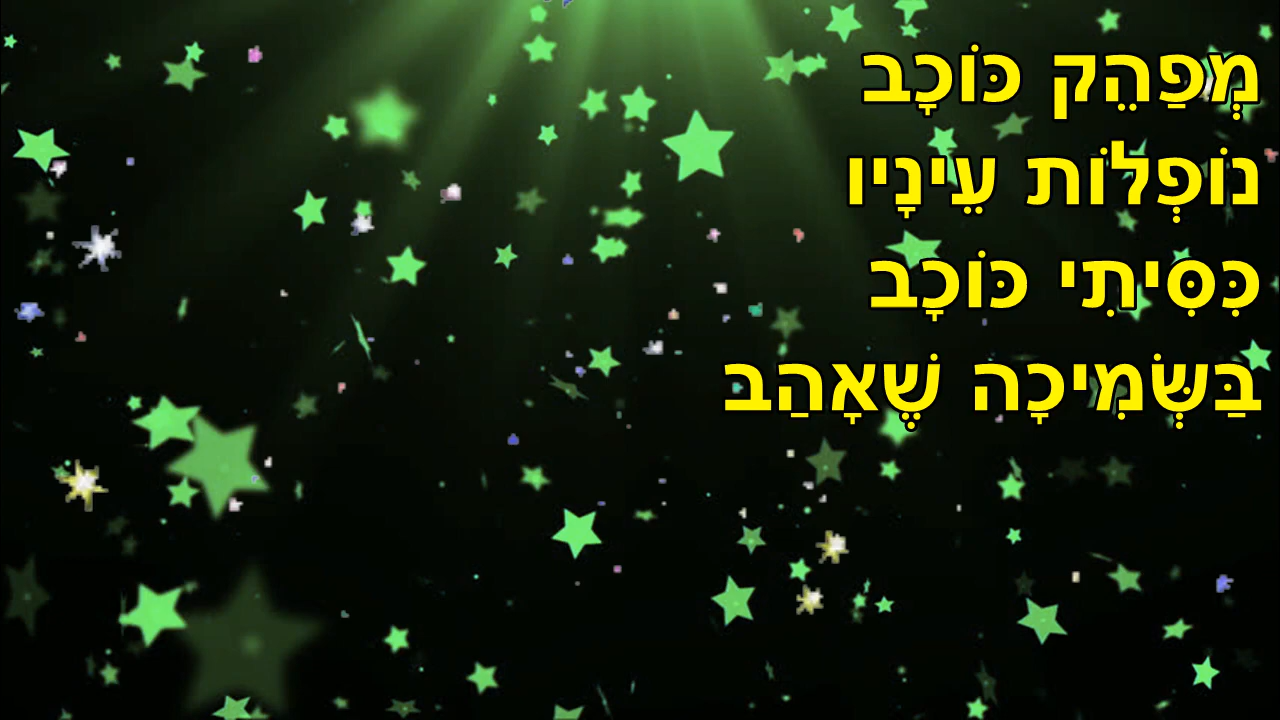 מְפַהֵק כּוֹכָב
נוֹפְלוֹת עֵינָיו
כִּסִּיתִי כּוֹכָב
בַּשְּׂמִיכָה שֶׁאָהַב